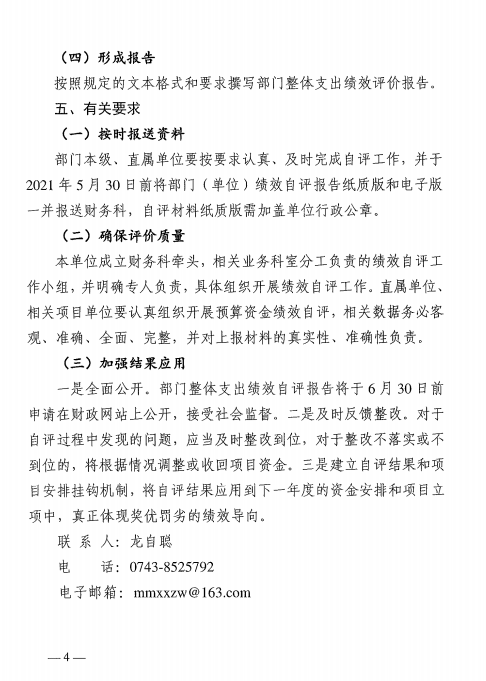 （四）形成报告
按照规定的文本格式和要求撰写部门整体支出绩效评价报告。
五、有关要求
（一）按时报送资料
部门本级、直属单位要按要求认真、及时完成自评工作，并于
2021 年 5 月 30 日前将部门（单位）绩效自评报告纸质版和电子版
一并报送财务科，自评材料纸质版需加盖单位行政公章。
（二）确保评价质量
本单位成立财务科牵头，相关业务科室分工负责的绩效自评工
作小组，并明确专人负责，具体组织开展绩效自评工作。直属单位、
相关项目单位要认真组织开展预算资金绩效自评，相关数据务必客
观、准确、全面、完整，并对上报材料的真实性、准确性负责。
（三）加强结果应用
一是全面公开。部门整体支出绩效自评报告将于 6 月 30 日前
申请在财政网站上公开，接受社会监督。二是及时反馈整改。对于
自评过程中发现的问题，应当及时整改到位，对于整改不落实或不
到位的，将根据情况调整或收回项目资金。三是建立自评结果和项
目安排挂钩机制，将自评结果应用到下一年度的资金安排和项目立
项中，真正体现奖优罚劣的绩效导向。
联 系 人：龙自聪
电 话：0743-8525792
电子邮箱：mmxxzw@163.com
— 4 —